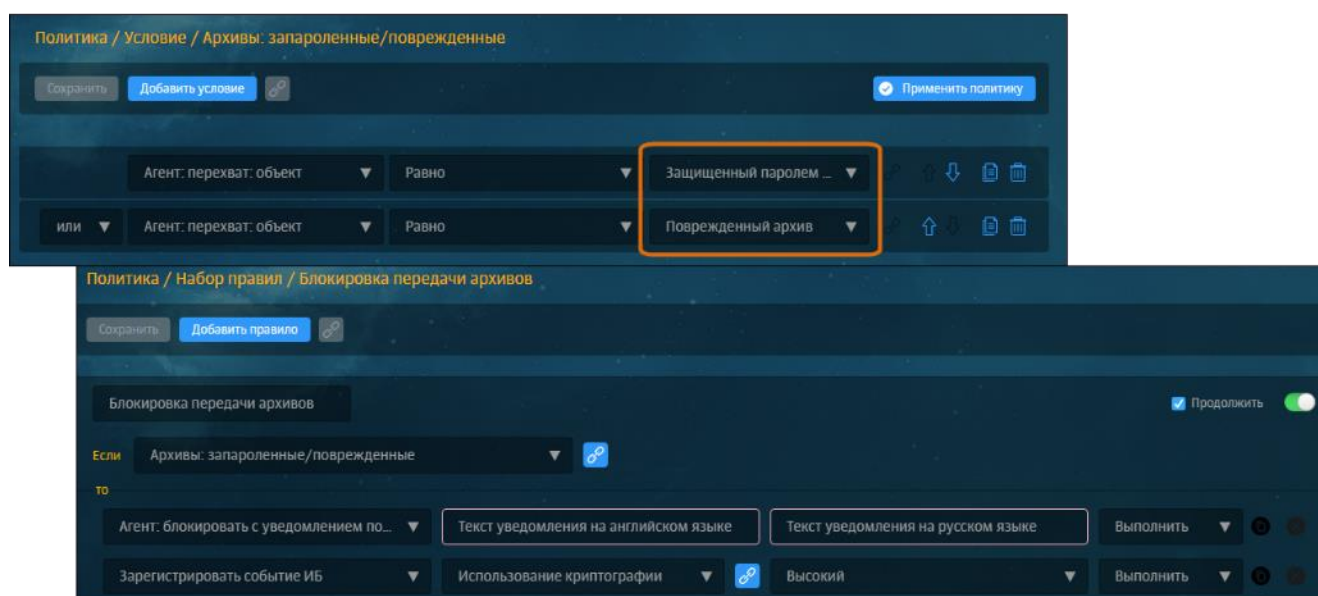 Политика / Условие / Архивы: запароленные/поврежденные
Сохранить Добавить условие Применить политику
Агент: перехват: объект Равно Защищенный паролем ...
или Агент: перехват: объект Равно Поврежденный архив
Политика / Набор правил / Блокировка передачи архивов
Сохранить Добавить правило
Блокировка передачи архивов Продолжить
Если Архивы: запароленные/поврежденные
то
Агент: блокировать с уведомлением по... Текст уведомления на английском языке Текст уведомления на русском языке Выполнить
Зарегистрировать событие ИБ Использование криптографии Высокий Выполнить